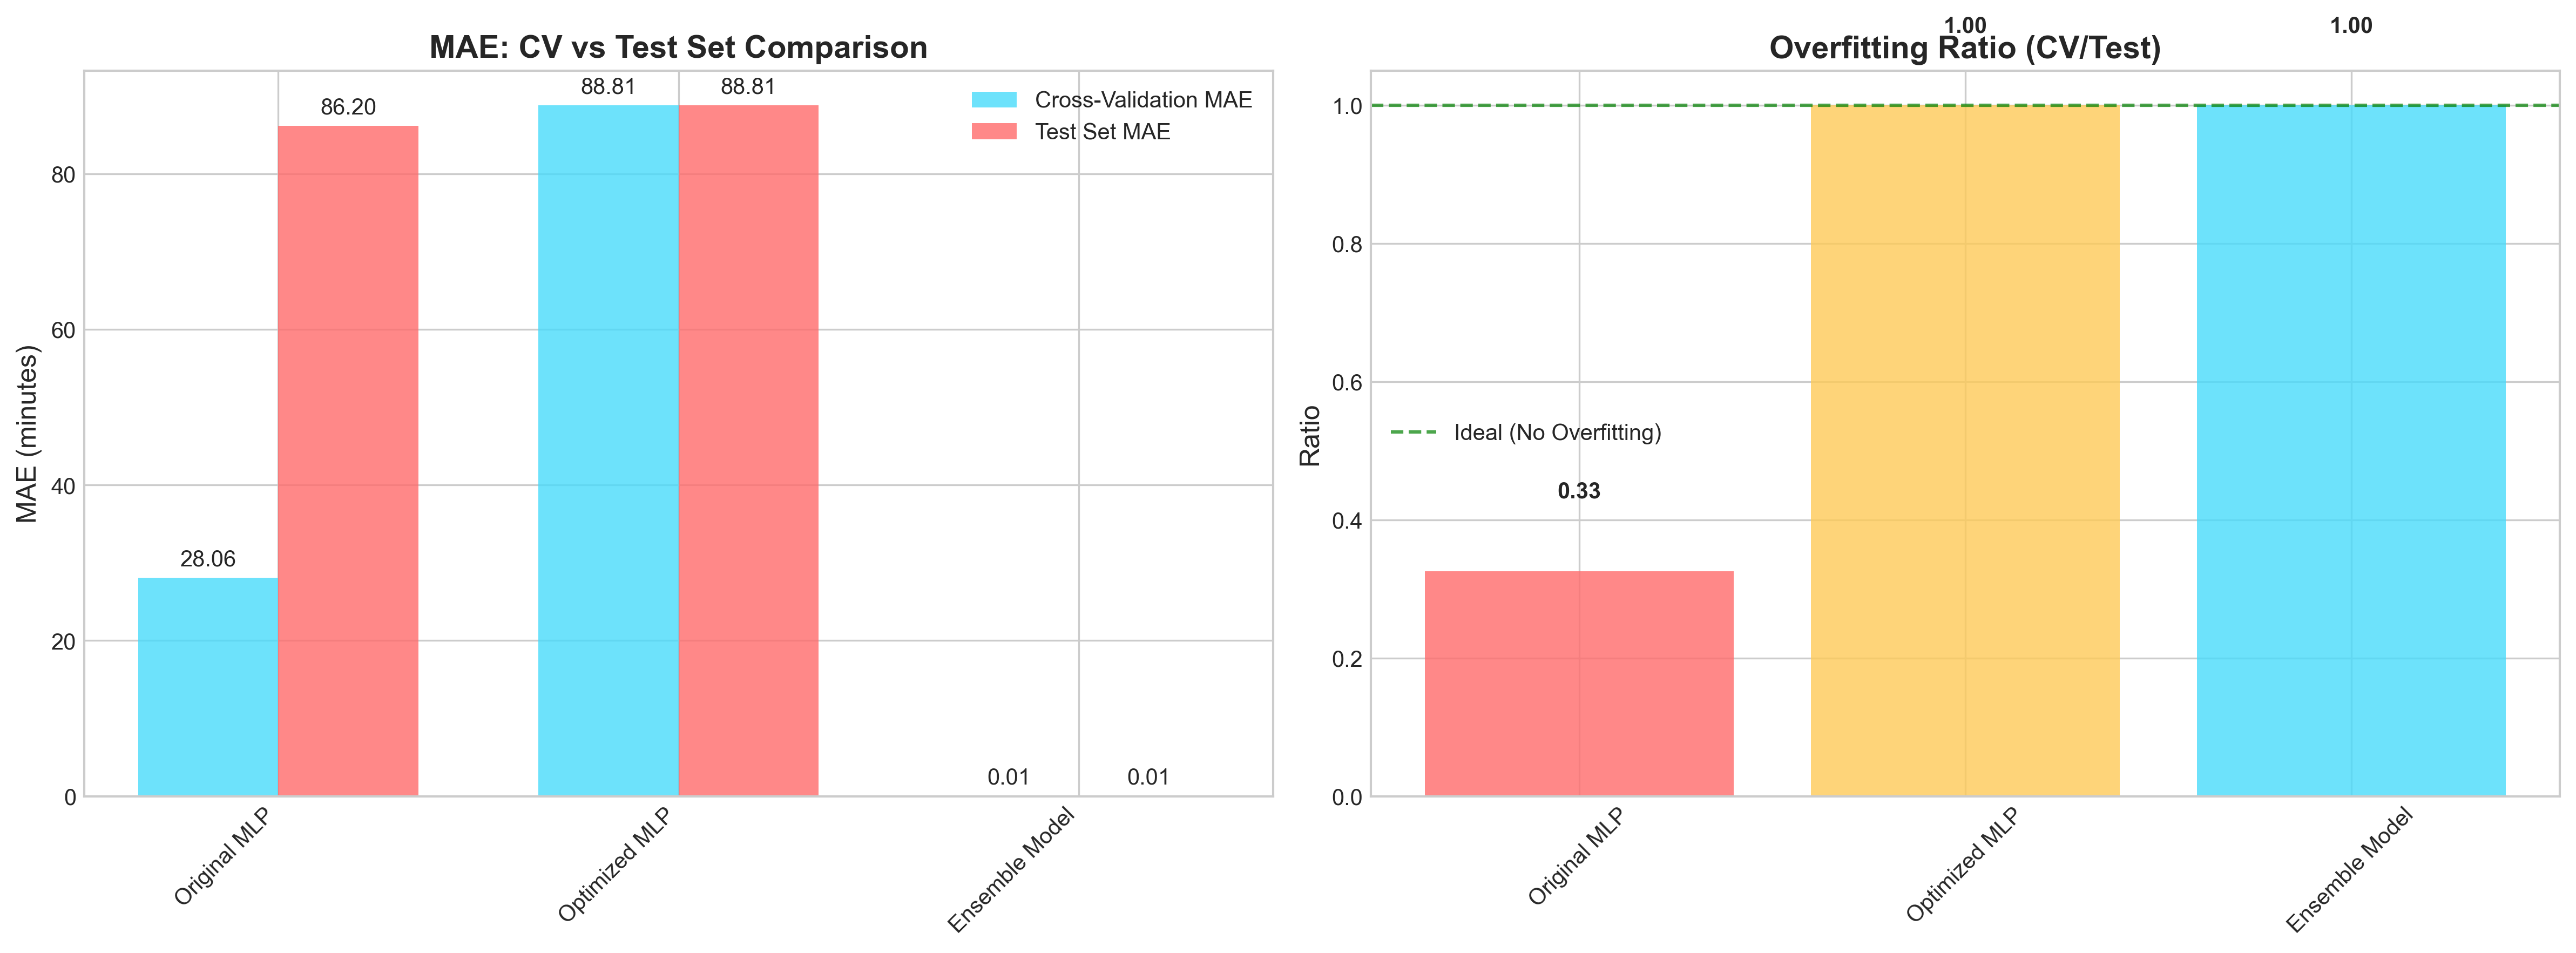 MAE: CV vs Test Set Comparison
MAE (minutes)
80
60
40
20
0
28.06
86.20
88.81
88.81
0.01
0.01
Cross-Validation MAE
Test Set MAE
Original MLP
Optimized MLP
Ensemble Model
Overfitting Ratio (CV/Test)
Ratio
1.0
0.8
0.6
0.4
0.2
0.0
0.33
1.00
1.00
Ideal (No Overfitting)
Original MLP
Optimized MLP
Ensemble Model